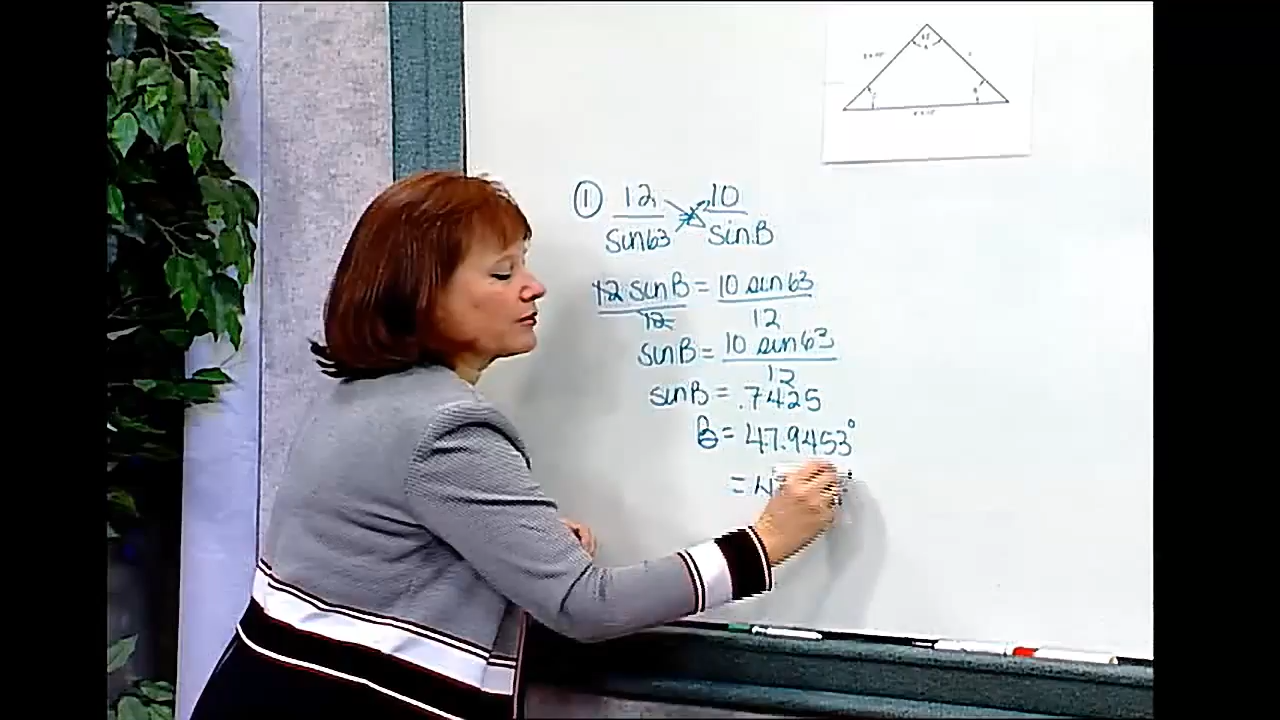 ① 12 / sin63 10 / sinB
12 sinB / 12 = 10 sin63 / 12
sinB = 10 sin63 / 12
sinB = .7425
B = 47.9453°
=